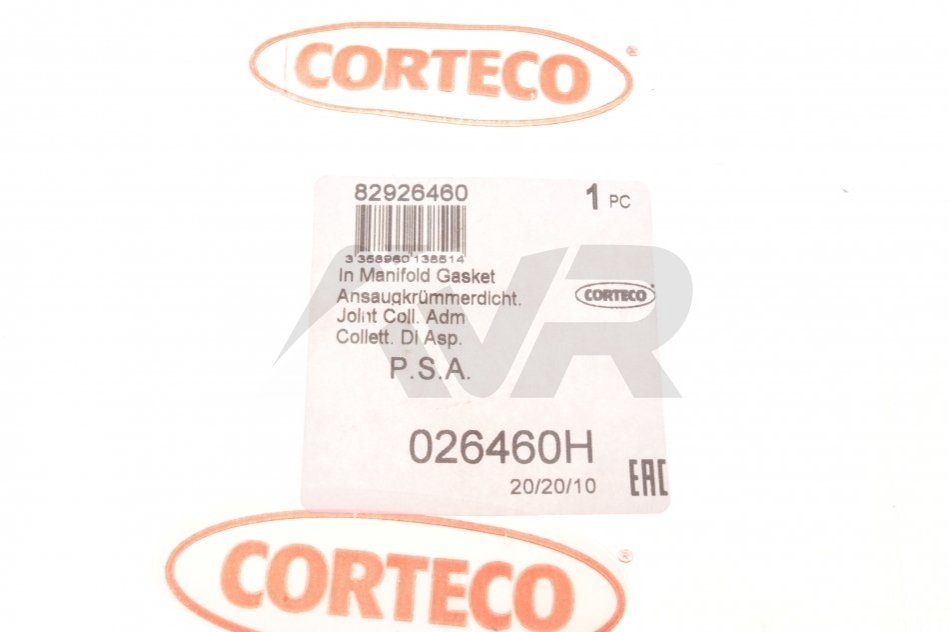 CORTECO
82926460
1 PC
3 358960 138514
In Manifold Gasket
Ansaugkrümmerdicht.
CORTECO
Joint Coll. Adm
Collett. Di Asp.
P.S.A.
026460H
20/20/10
EAC
CORTECO